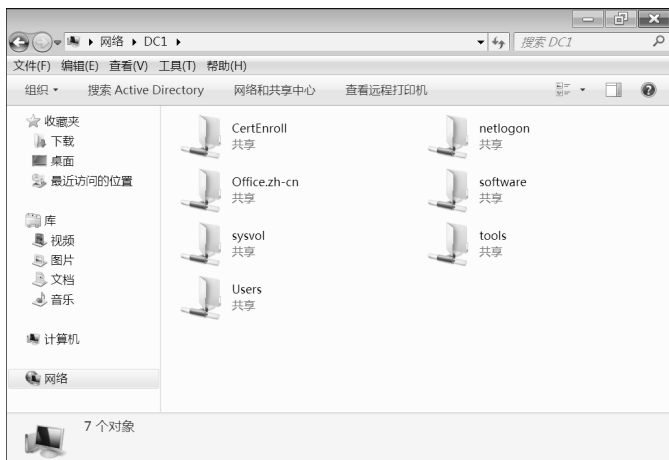 网络 ▸ DC1 ▸
搜索 DC1
文件(F) 编辑(E) 查看(V) 工具(T) 帮助(H)
组织 搜索 Active Directory 网络和共享中心 查看远程打印机
收藏夹
下载
桌面
最近访问的位置
库
视频
图片
文档
音乐
计算机
网络
CertEnroll
共享
netlogon
共享
Office.zh-cn
共享
software
共享
sysvol
共享
tools
共享
Users
共享
7 个对象